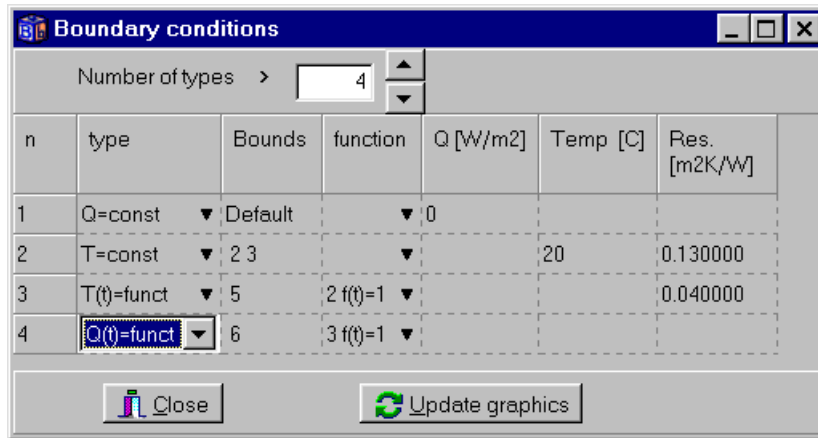 Boundary conditions
Number of types > 4
n type Bounds function Q [W/m2] Temp [C] Res. [m2K/W]
1 Q=const Default 0
2 T=const 2 3 20 0.130000
3 T(t)=funct 5 2 f(t)=1 0.040000
4 Q(t)=funct 6 3 f(t)=1
Close Update graphics